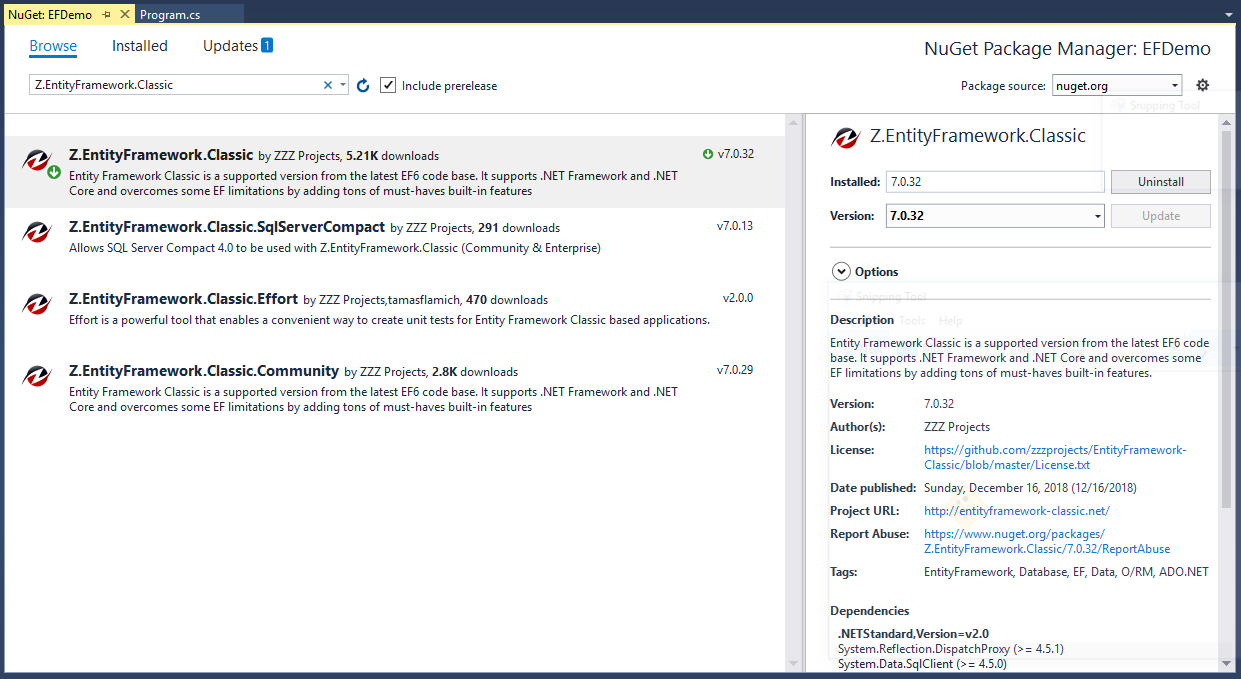 NuGet: EFDemo
Program.cs
Browse Installed Updates 1
NuGet Package Manager: EFDemo
Z.EntityFramework.Classic
Include prerelease
Package source: nuget.org
Snipping Tool
Z.EntityFramework.Classic by ZZZ Projects, 5.21K downloads
v7.0.32
Entity Framework Classic is a supported version from the latest EF6 code base. It supports .NET Framework and .NET
Core and overcomes some EF limitations by adding tons of must-haves built-in features
Z.EntityFramework.Classic.SqlServerCompact by ZZZ Projects, 291 downloads
v7.0.13
Allows SQL Server Compact 4.0 to be used with Z.EntityFramework.Classic (Community & Enterprise)
Z.EntityFramework.Classic.Effort by ZZZ Projects,tamasflamich, 470 downloads
v2.0.0
Effort is a powerful tool that enables a convenient way to create unit tests for Entity Framework Classic based applications.
Z.EntityFramework.Classic.Community by ZZZ Projects, 2.8K downloads
v7.0.29
Entity Framework Classic is a supported version from the latest EF6 code base. It supports .NET Framework and .NET
Core and overcomes some EF limitations by adding tons of must-haves built-in features
Z.EntityFramework.Classic
Installed: 7.0.32 Uninstall
Version: 7.0.32 Update
Options
Snipping Tool
Description
Tools Help
Entity Framework Classic is a supported version from the latest EF6 code
base. It supports .NET Framework and .NET Core and overcomes some
EF limitations by adding tons of must-haves built-in features.
Version: 7.0.32
Author(s): ZZZ Projects
License: https://github.com/zzzprojects/EntityFramework-
Classic/blob/master/License.txt
Date published: Sunday, December 16, 2018 (12/16/2018)
Project URL: http://entityframework-classic.net/
Report Abuse: https://www.nuget.org/packages/
Z.EntityFramework.Classic/7.0.32/ReportAbuse
Tags: EntityFramework, Database, EF, Data, O/RM, ADO.NET
Dependencies
.NETStandard,Version=v2.0
System.Reflection.DispatchProxy (>= 4.5.1)
System.Data.SqlClient (>= 4.5.0)